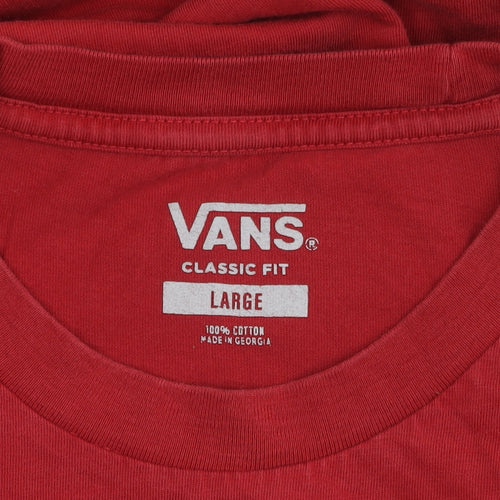 VANS®
CLASSIC FIT
LARGE
100% COTTON
MADE IN GEORGIA